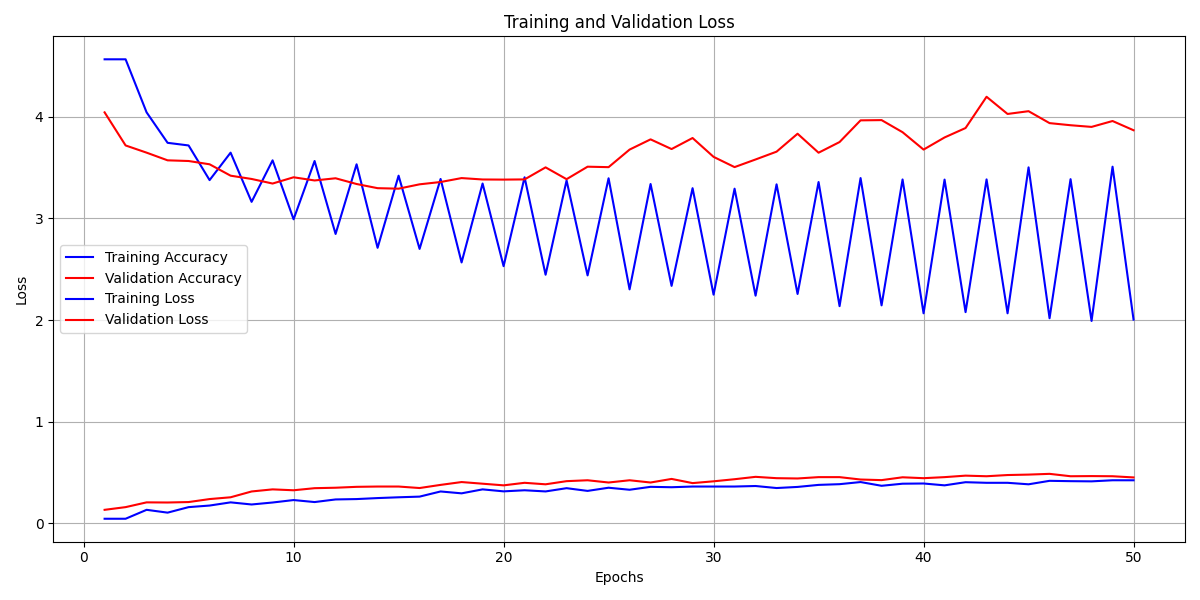 Training and Validation Loss
Loss
4
3
2
1
0
Training Accuracy
Validation Accuracy
Training Loss
Validation Loss
0 10 20 30 40 50
Epochs